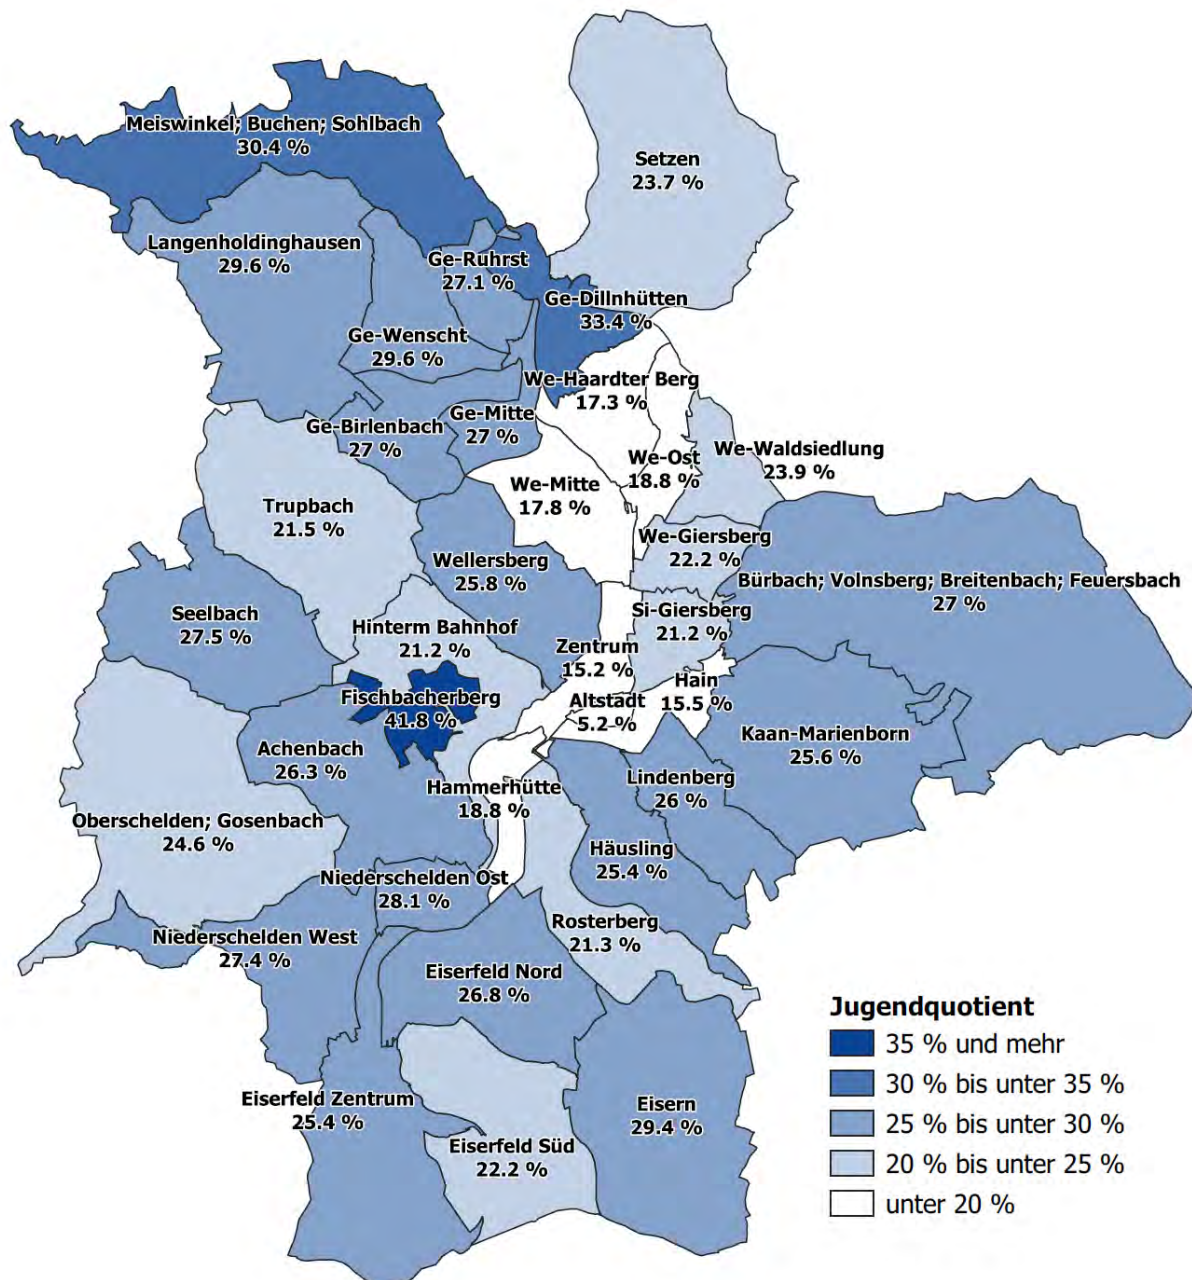 Meiswinkel; Buchen; Sohlbach
30.4 %
Setzen
23.7 %
Langenholdinghausen
29.6 %
Ge-Ruhrst
27.1 %
Ge-Dillnhütten
33.4 %
Ge-Wenscht
29.6 %
We-Haardter Berg
17.3 %
Ge-Mitte
27 %
Ge-Birlenbach
27 %
We-Ost
18.8 %
We-Waldsiedlung
23.9 %
We-Mitte
17.8 %
Trupbach
21.5 %
We-Giersberg
22.2 %
Wellersberg
25.8 %
Bürbach; Volnsberg; Breitenbach; Feuersbach
27 %
Seelbach
27.5 %
Si-Giersberg
21.2 %
Hinterm Bahnhof
21.2 %
Zentrum
15.2 %
Hain
15.5 %
Fischbacherberg
41.8 %
Altstadt
5.2 %
Kaan-Marienborn
25.6 %
Achenbach
26.3 %
Lindenberg
26 %
Hammerhütte
18.8 %
Oberschelden; Gosenbach
24.6 %
Häusling
25.4 %
Niederschelden Ost
28.1 %
Rosterberg
21.3 %
Niederschelden West
27.4 %
Eiserfeld Nord
26.8 %
Eiserfeld Zentrum
25.4 %
Eisern
29.4 %
Eiserfeld Süd
22.2 %
Jugendquotient
35 % und mehr
30 % bis unter 35 %
25 % bis unter 30 %
20 % bis unter 25 %
unter 20 %